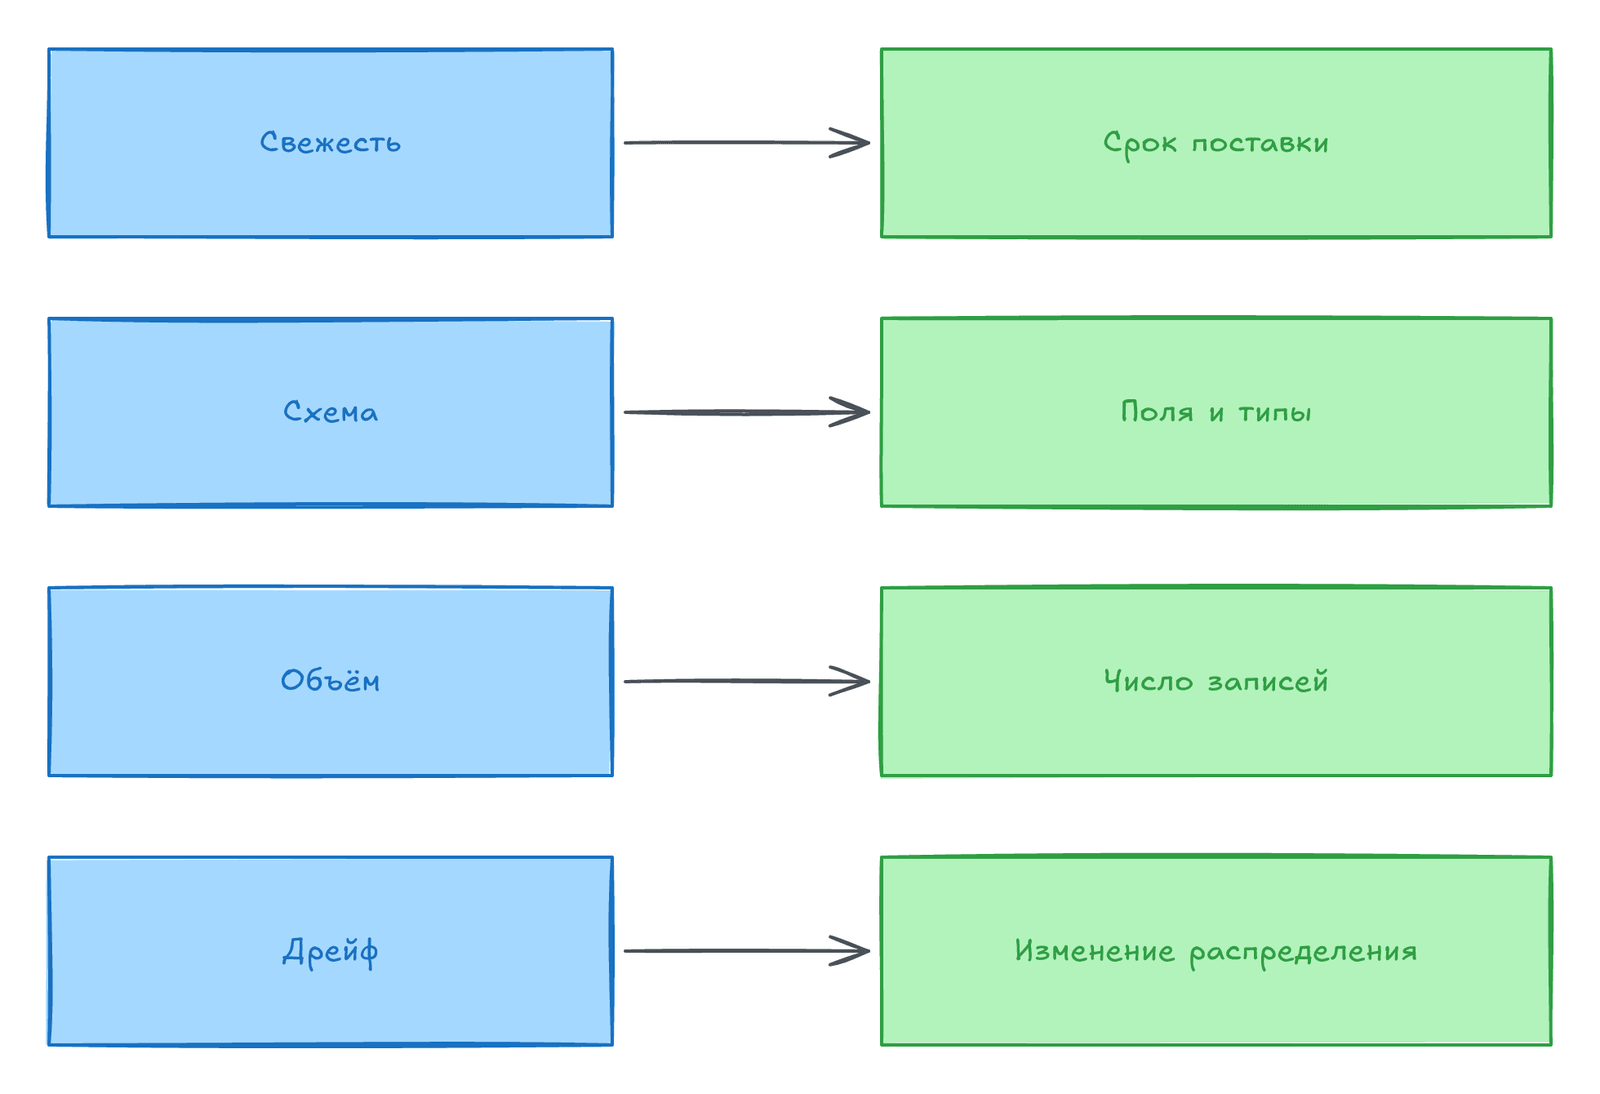 Свежесть
Срок поставки
Схема
Поля и типы
Объём
Число записей
Дрейф
Изменение распределения